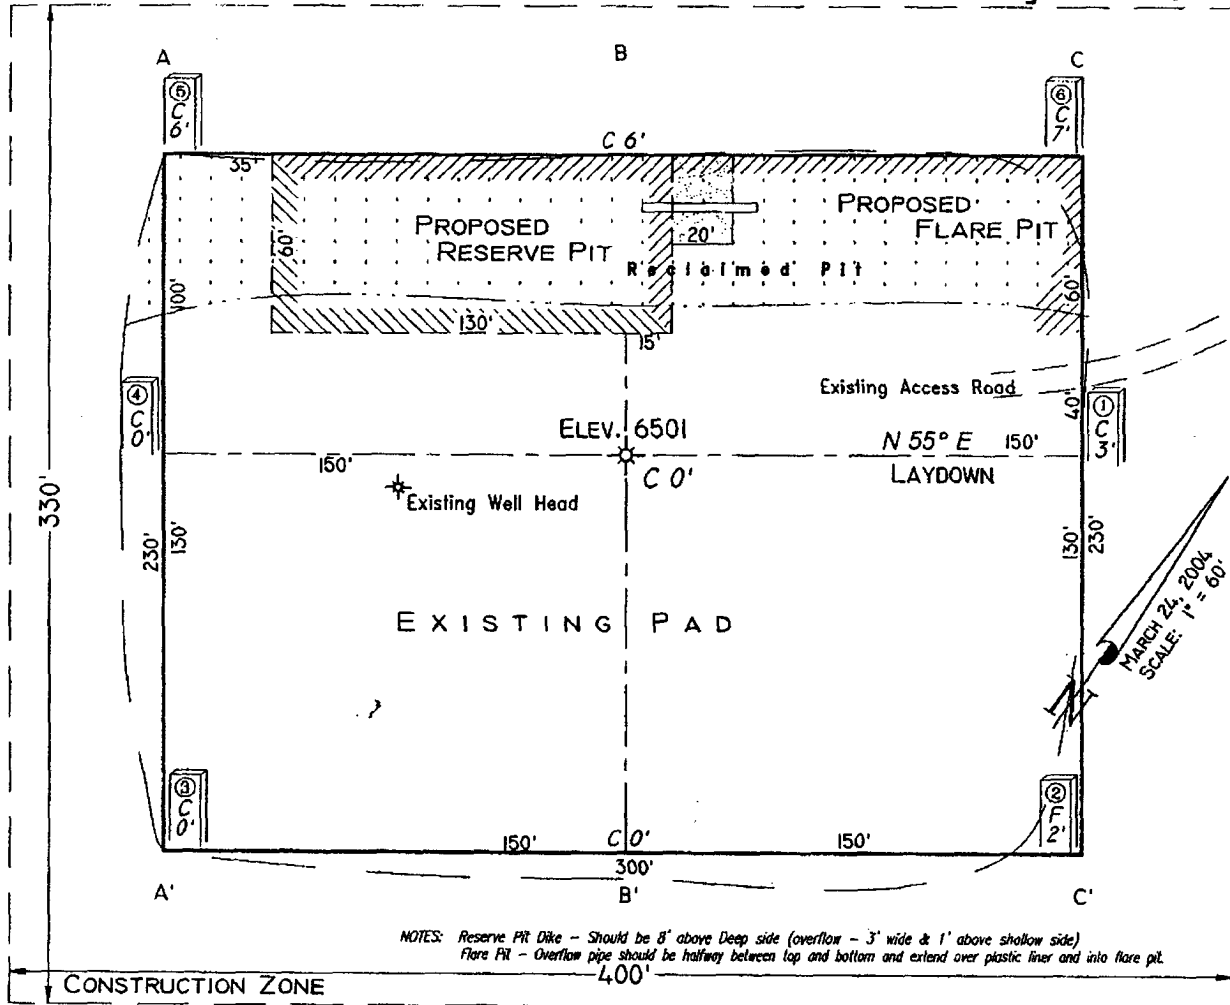 A
B
C
⑤
C
6'
⑥
C
7'
C 6'
35'
PROPOSED
RESERVE PIT
PROPOSED
FLARE PIT
60'
20'
Reclaimed Pit
100'
60'
130'
15'
Existing Access Road
④
C
0'
40'
①
C
3'
ELEV. 6501
N 55° E 150'
150'
C 0'
LAYDOWN
Existing Well Head
330'
230'
130'
130'
230'
MARCH 24, 2004
SCALE: 1" = 60'
EXISTING PAD
N
③
C
0'
②
F
2'
150'
C 0'
150'
300'
A'
B'
C'
NOTES: Reserve Pit Dike - Should be 8' above Deep side (overflow - 3' wide & 1' above shallow side)
Flare Pit - Overflow pipe should be halfway between top and bottom and extend over plastic liner and into flare pit.
400'
CONSTRUCTION ZONE